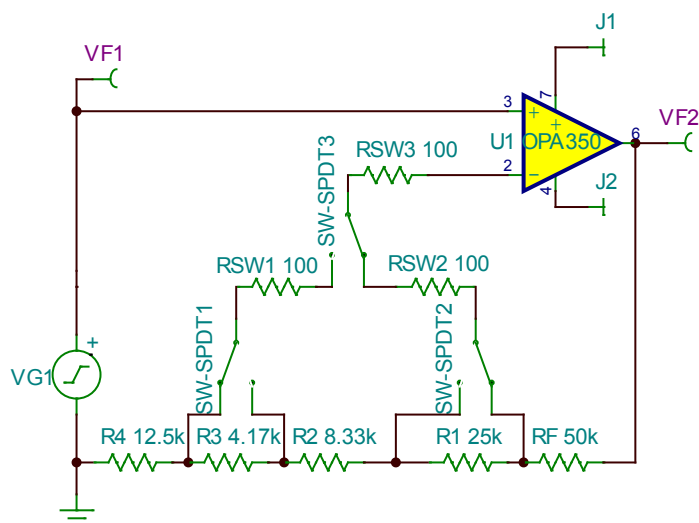 J1
VF1
VF2
3
7
+
+
6
U1 OPA350
SW-SPDT3
RSW3 100
2
−
4
J2
RSW1 100
RSW2 100
SW-SPDT1
SW-SPDT2
+
VG1
R4 12.5k
R3 4.17k
R2 8.33k
R1 25k
RF 50k